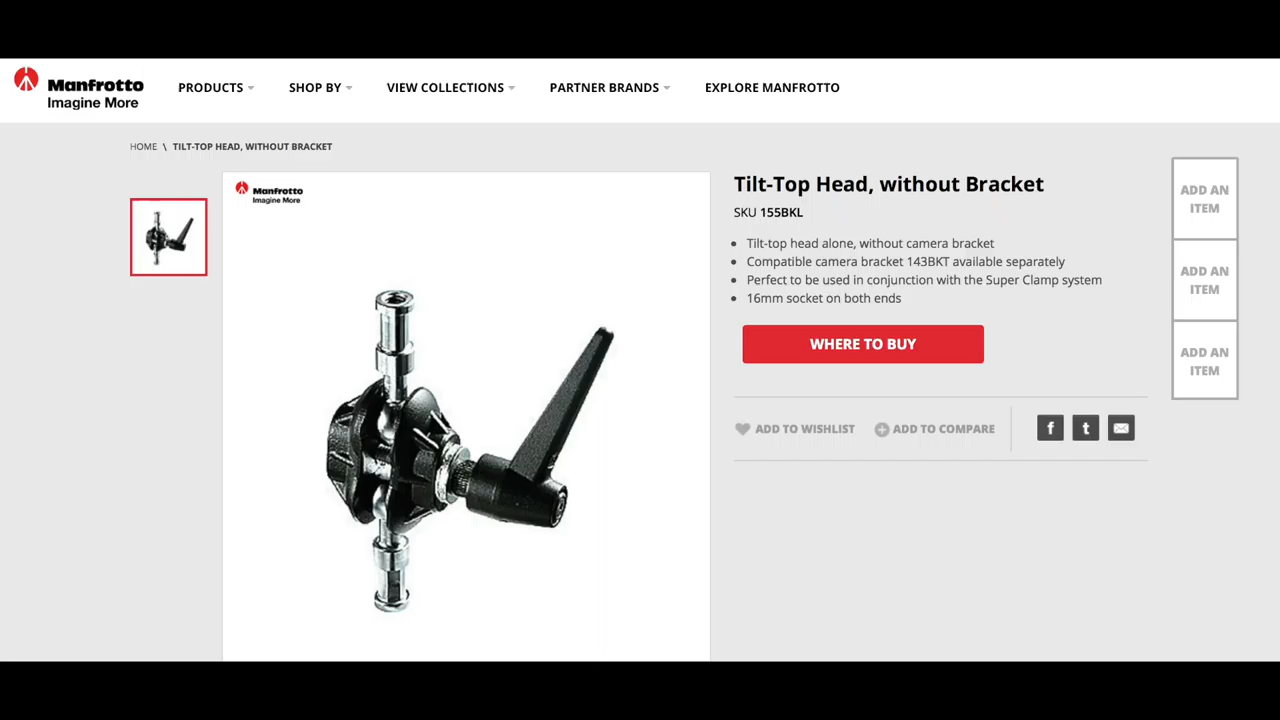 Manfrotto
Imagine More
PRODUCTS
SHOP BY
VIEW COLLECTIONS
PARTNER BRANDS
EXPLORE MANFROTTO
HOME \ TILT-TOP HEAD, WITHOUT BRACKET
Manfrotto
Imagine More
Tilt-Top Head, without Bracket
SKU 155BKL
Tilt-top head alone, without camera bracket
Compatible camera bracket 143BKT available separately
Perfect to be used in conjunction with the Super Clamp system
16mm socket on both ends
WHERE TO BUY
ADD TO WISHLIST
ADD TO COMPARE
f
t
ADD AN
ITEM
ADD AN
ITEM
ADD AN
ITEM